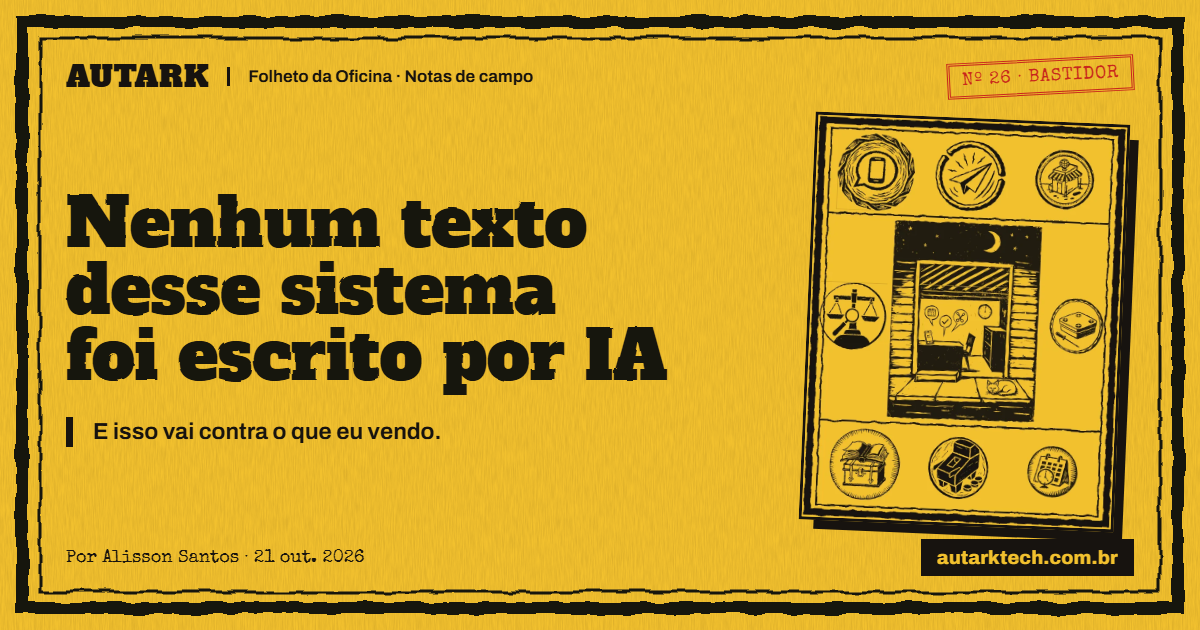 AUTARK
Folheto da Oficina · Notas de campo
Nº 26 · BASTIDOR
Nenhum texto
desse sistema
foi escrito por IA
E isso vai contra o que eu vendo.
Por Alisson Santos · 21 out. 2026
autarktech.com.br